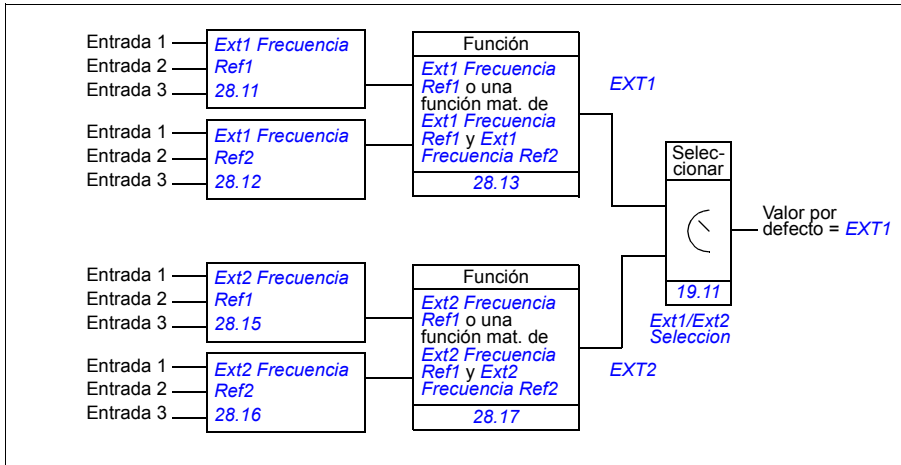 Entrada 1
Entrada 2
Entrada 3
Ext1 Frecuencia
Ref1
28.11
Entrada 1
Entrada 2
Entrada 3
Ext1 Frecuencia
Ref2
28.12
Función
Ext1 Frecuencia
Ref1 o una
función mat. de
Ext1 Frecuencia
Ref1 y Ext1
Frecuencia Ref2
28.13
EXT1
Entrada 1
Entrada 2
Entrada 3
Ext2 Frecuencia
Ref1
28.15
Entrada 1
Entrada 2
Entrada 3
Ext2 Frecuencia
Ref2
28.16
Función
Ext2 Frecuencia
Ref1 o una
función mat. de
Ext2 Frecuencia
Ref1 y Ext2
Frecuencia Ref2
28.17
EXT2
Selec-
cionar
19.11
Ext1/Ext2
Seleccion
Valor por
defecto = EXT1